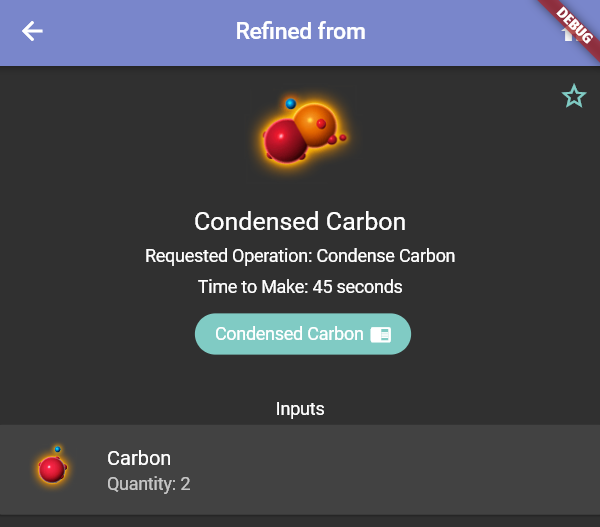 Refined from
DEBUG
Condensed Carbon
Requested Operation: Condense Carbon
Time to Make: 45 seconds
Condensed Carbon
Inputs
Carbon
Quantity: 2